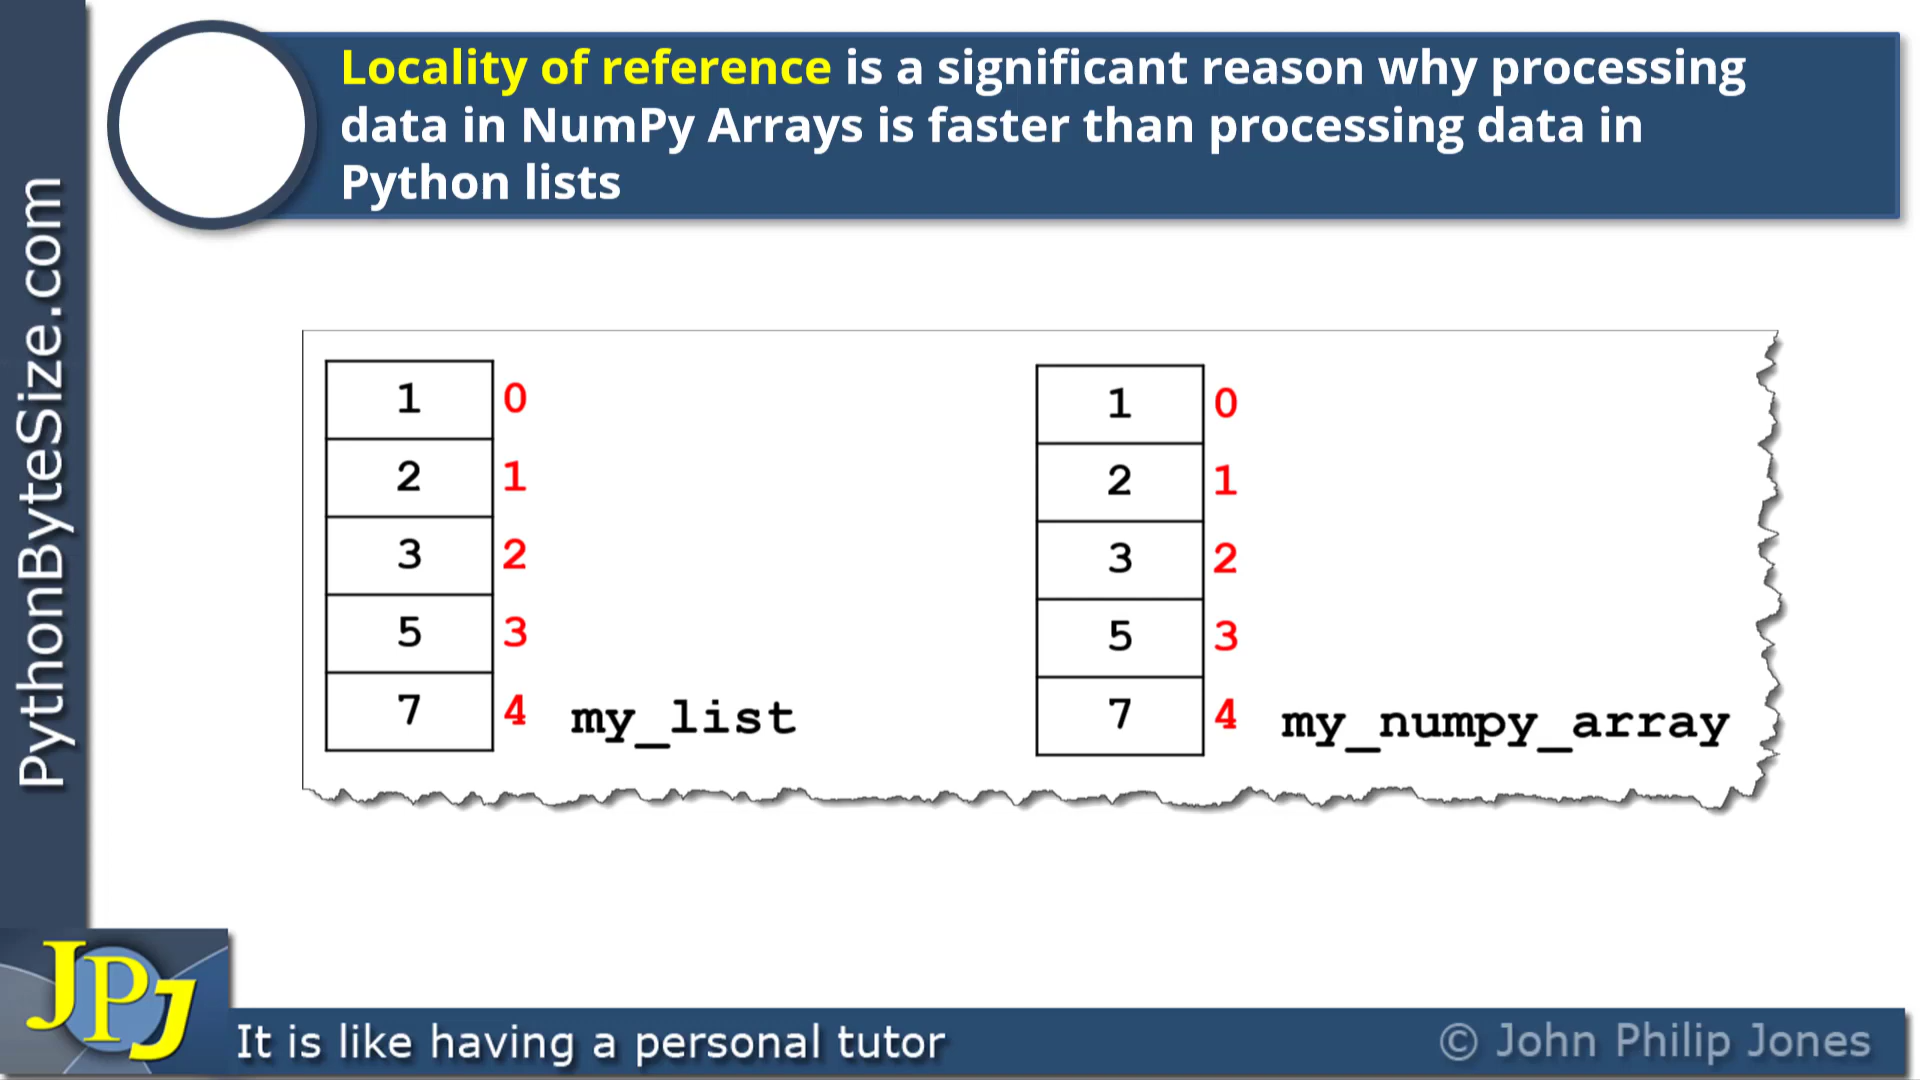 Locality of reference is a significant reason why processing
data in NumPy Arrays is faster than processing data in
Python lists
PythonByteSize.com
1 0
2 1
3 2
5 3
7 4 my_list
1 0
2 1
3 2
5 3
7 4 my_numpy_array
JPJ
It is like having a personal tutor
© John Philip Jones